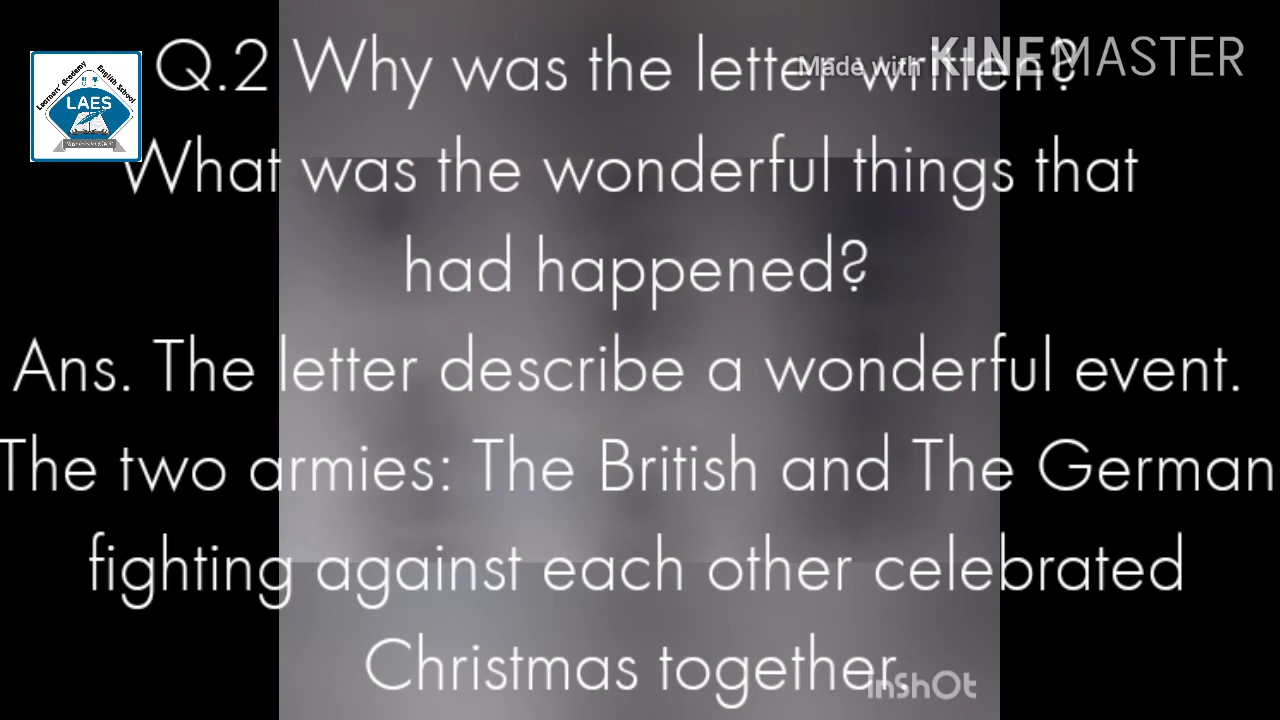 Q.2 Why was the letter written?
Made with KINEMASTER
Learners' Academy English School
LAES
What was the wonderful things that
had happened?
Ans. The letter describe a wonderful event.
The two armies: The British and The German
fighting against each other celebrated
Christmas together.
InShOt